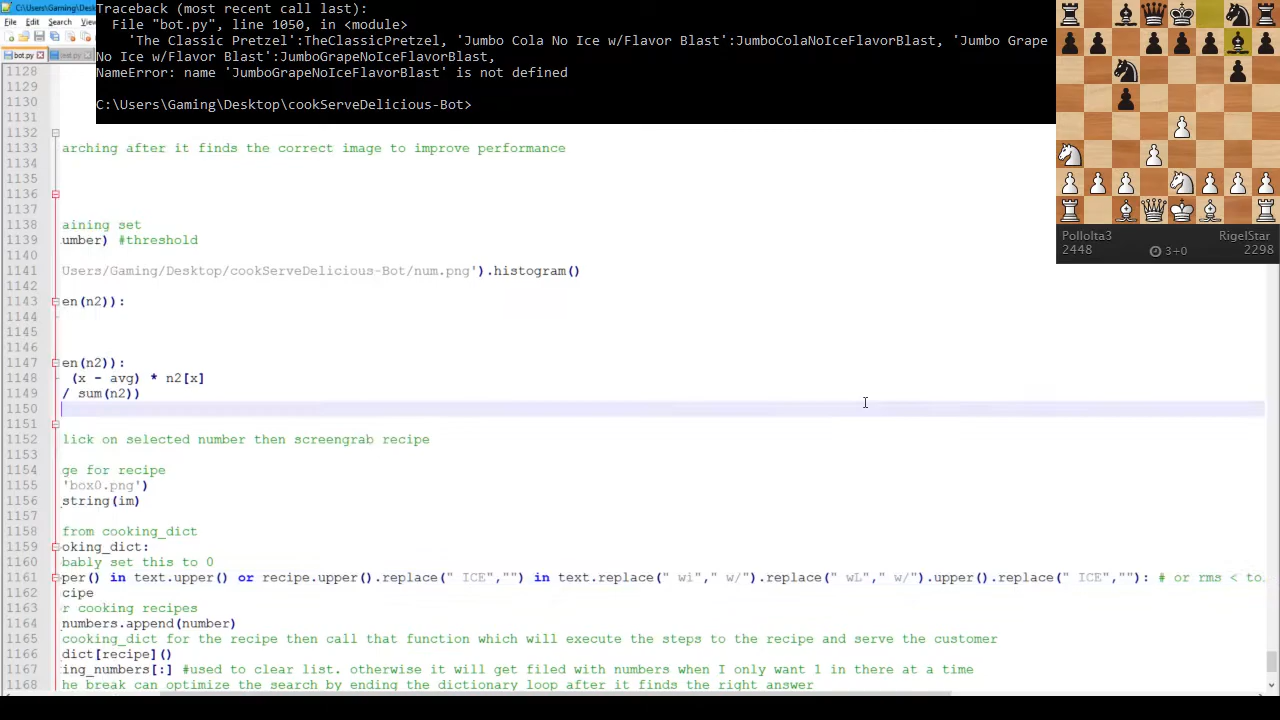 C:\Users\Gaming\Desktop\
File Edit Search
bot.py
Traceback (most recent call last):
File "bot.py", line 1050, in <module>
'The Classic Pretzel':TheClassicPretzel, 'Jumbo Cola No Ice w/Flavor Blast':JumboColaNoIceFlavorBlast, 'Jumbo Grape
No Ice w/Flavor Blast':JumboGrapeNoIceFlavorBlast,
NameError: name 'JumboGrapeNoIceFlavorBlast' is not defined
C:\Users\Gaming\Desktop\cookServeDelicious-Bot>
1128
1129
1130
1131
1132
1133 arching after it finds the correct image to improve performance
1134
1135
1136
1137
1138 aining set
1139 umber) #threshold
1140
1141 Users/Gaming/Desktop/cookServeDelicious-Bot/num.png').histogram()
1142
1143 en(n2)):
1144
1145
1146
1147 en(n2)):
1148 (x - avg) * n2[x]
1149 / sum(n2))
1150
1151
1152 lick on selected number then screengrab recipe
1153
1154 ge for recipe
1155 'box0.png')
1156 _string(im)
1157
1158 from cooking_dict
1159 oking_dict:
1160 bably set this to 0
1161 per() in text.upper() or recipe.upper().replace(" ICE","") in text.replace(" wi"," w/").replace(" wL"," w/").upper().replace(" ICE",""): # or rms < to
1162 cipe
1163 r cooking recipes
1164 _numbers.append(number)
1165 cooking_dict for the recipe then call that function which will execute the steps to the recipe and serve the customer
1166 dict[recipe]()
1167 ing_numbers[:] #used to clear list. otherwise it will get filed with numbers when I only want 1 in there at a time
1168 he break can optimize the search by ending the dictionary loop after it finds the right answer
Pollolta3 RigelStar
2448 3+0 2298